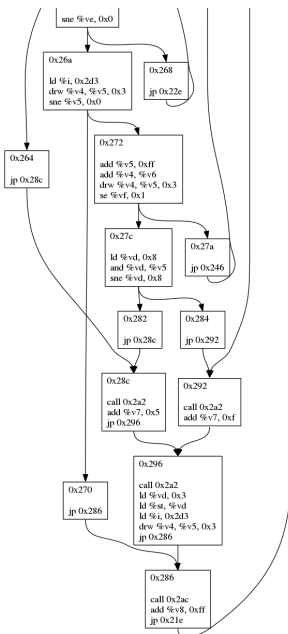 sne %ve, 0x0
0x26a
ld %i, 0x2d3
drw %v4, %v5, 0x3
sne %v5, 0x0
0x268
jp 0x22e
0x272
add %v5, 0xff
add %v4, %v6
drw %v4, %v5, 0x3
se %vf, 0x1
0x264
jp 0x28c
0x27c
ld %vd, 0x8
and %vd, %v5
sne %vd, 0x8
0x27a
jp 0x246
0x282
jp 0x28c
0x284
jp 0x292
0x28c
call 0x2a2
add %v7, 0x5
jp 0x296
0x292
call 0x2a2
add %v7, 0xf
0x296
call 0x2a2
ld %vd, 0x3
ld %st, %vd
ld %i, 0x2d3
drw %v4, %v5, 0x3
jp 0x286
0x270
jp 0x286
0x286
call 0x2ac
add %v8, 0xff
jp 0x21e